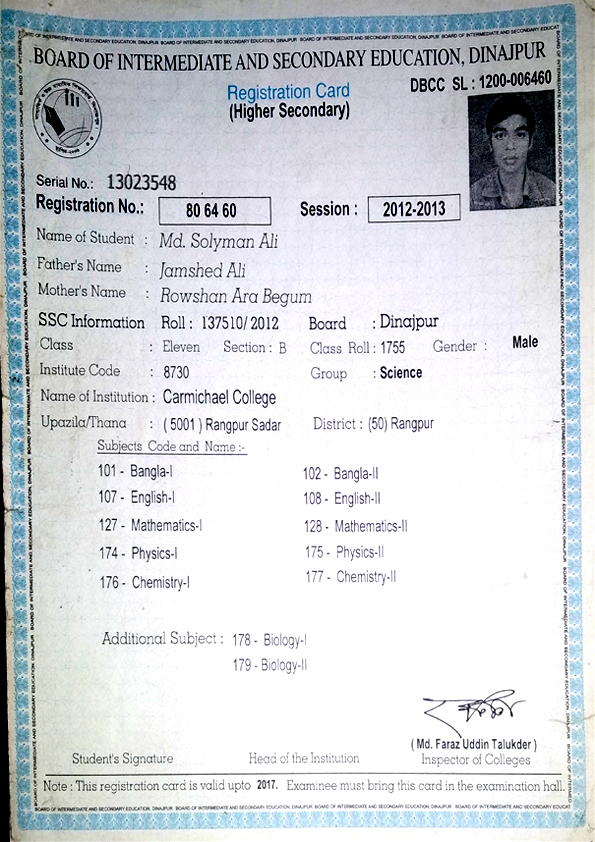 BOARD OF INTERMEDIATE AND SECONDARY EDUCATION, DINAJPUR
Registration Card
(Higher Secondary)
DBCC SL : 1200-006460
Serial No.: 13023548
Registration No.: 80 64 60 Session : 2012-2013
Name of Student : Md. Solyman Ali
Father's Name : Jamshed Ali
Mother's Name : Rowshan Ara Begum
SSC Information Roll : 137510/ 2012 Board : Dinajpur
Class : Eleven Section : B Class Roll : 1755 Gender : Male
Institute Code : 8730 Group : Science
Name of Institution : Carmichael College
Upazila/Thana : ( 5001 ) Rangpur Sadar District : (50) Rangpur
Subjects Code and Name :-
101 - Bangla-I 102 - Bangla-II
107 - English-I 108 - English-II
127 - Mathematics-I 128 - Mathematics-II
174 - Physics-I 175 - Physics-II
176 - Chemistry-I 177 - Chemistry-II
Additional Subject : 178 - Biology-I
179 - Biology-II
( Md. Faraz Uddin Talukder )
Student's Signature Head of the Institution Inspector of Colleges
Note : This registration card is valid upto 2017. Examinee must bring this card in the examination hall.